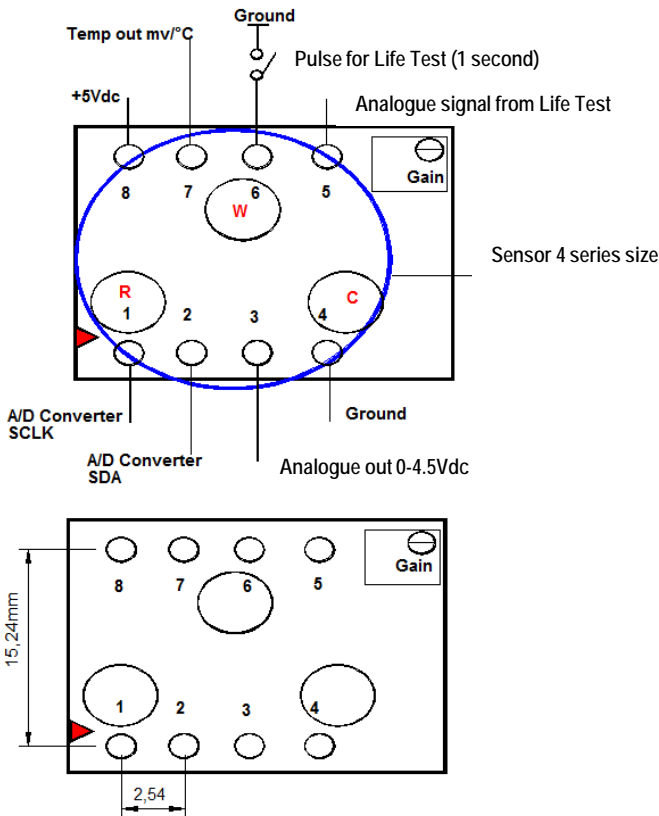 Ground
Temp out mv/°C
Pulse for Life Test (1 second)
+5Vdc
Analogue signal from Life Test
Gain
8 7 6 5
W
Sensor 4 series size
R
C
1 2 3 4
A/D Converter
SCLK
Ground
A/D Converter
SDA
Analogue out 0-4.5Vdc
Gain
8 7 6 5
15,24mm
1 2 3 4
2,54